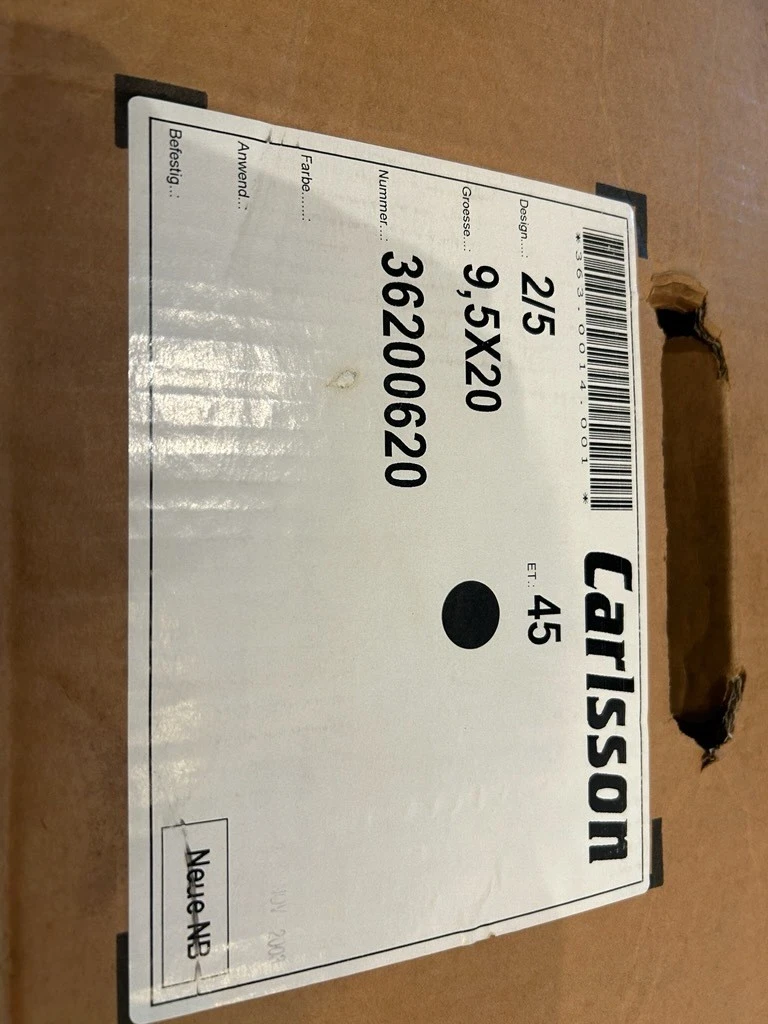 *363.0014.001*
Carlsson
Design....: 2/5 ET.: 45
Groesse...: 9,5X20
Nummer...: 36200620
Farbe......:
Anwend..:
Befestig..:
Neue NB